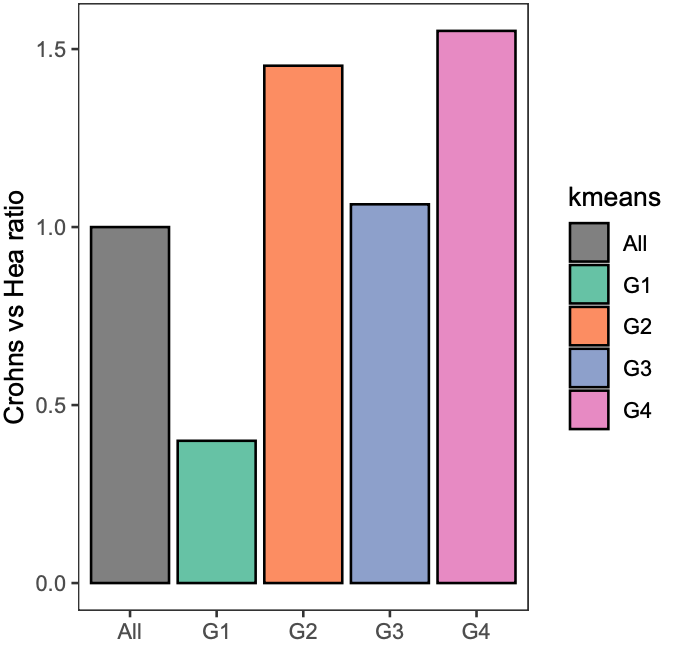 Crohns vs Hea ratio
1.5
1.0
0.5
0.0
All G1 G2 G3 G4
kmeans
All
G1
G2
G3
G4